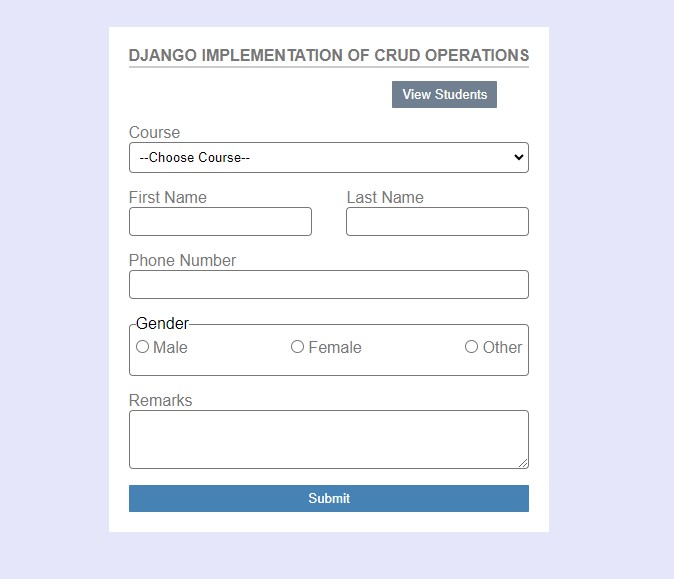 DJANGO IMPLEMENTATION OF CRUD OPERATIONS
View Students
Course
--Choose Course--
First Name Last Name
Phone Number
Gender
Male Female Other
Remarks
Submit